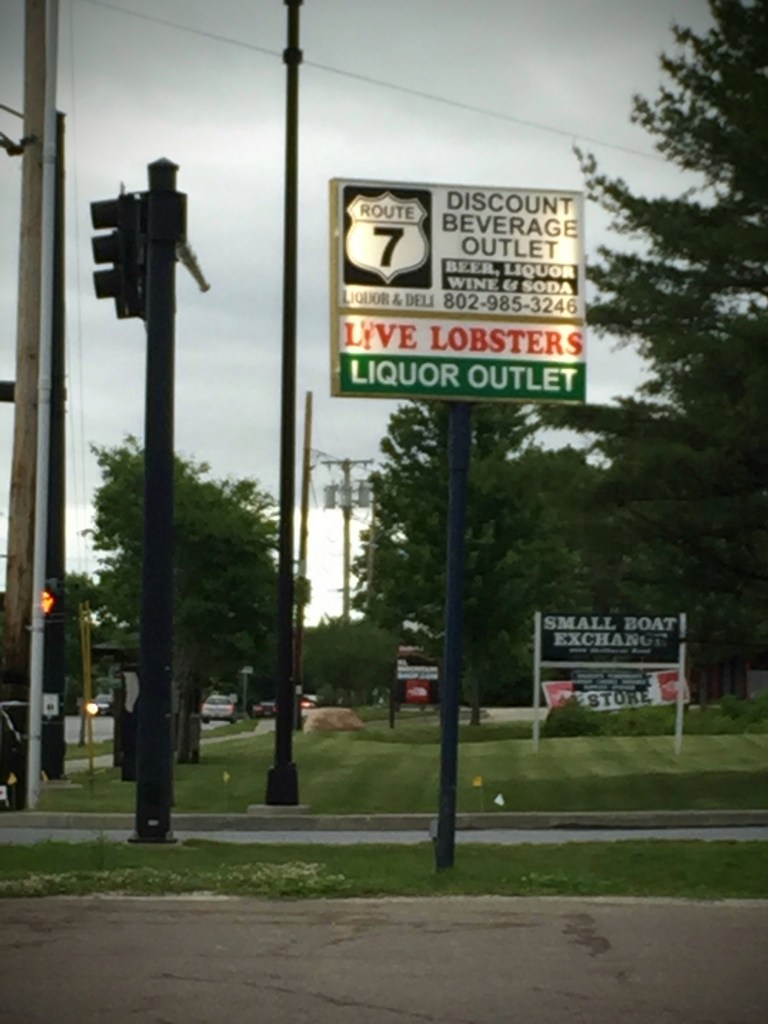 ROUTE
7
LIQUOR & DELI
DISCOUNT
BEVERAGE
OUTLET
BEER, LIQUOR
WINE & SODA
802-985-3246
LIVE LOBSTERS
LIQUOR OUTLET
SMALL BOAT
EXCHANGE
STORE